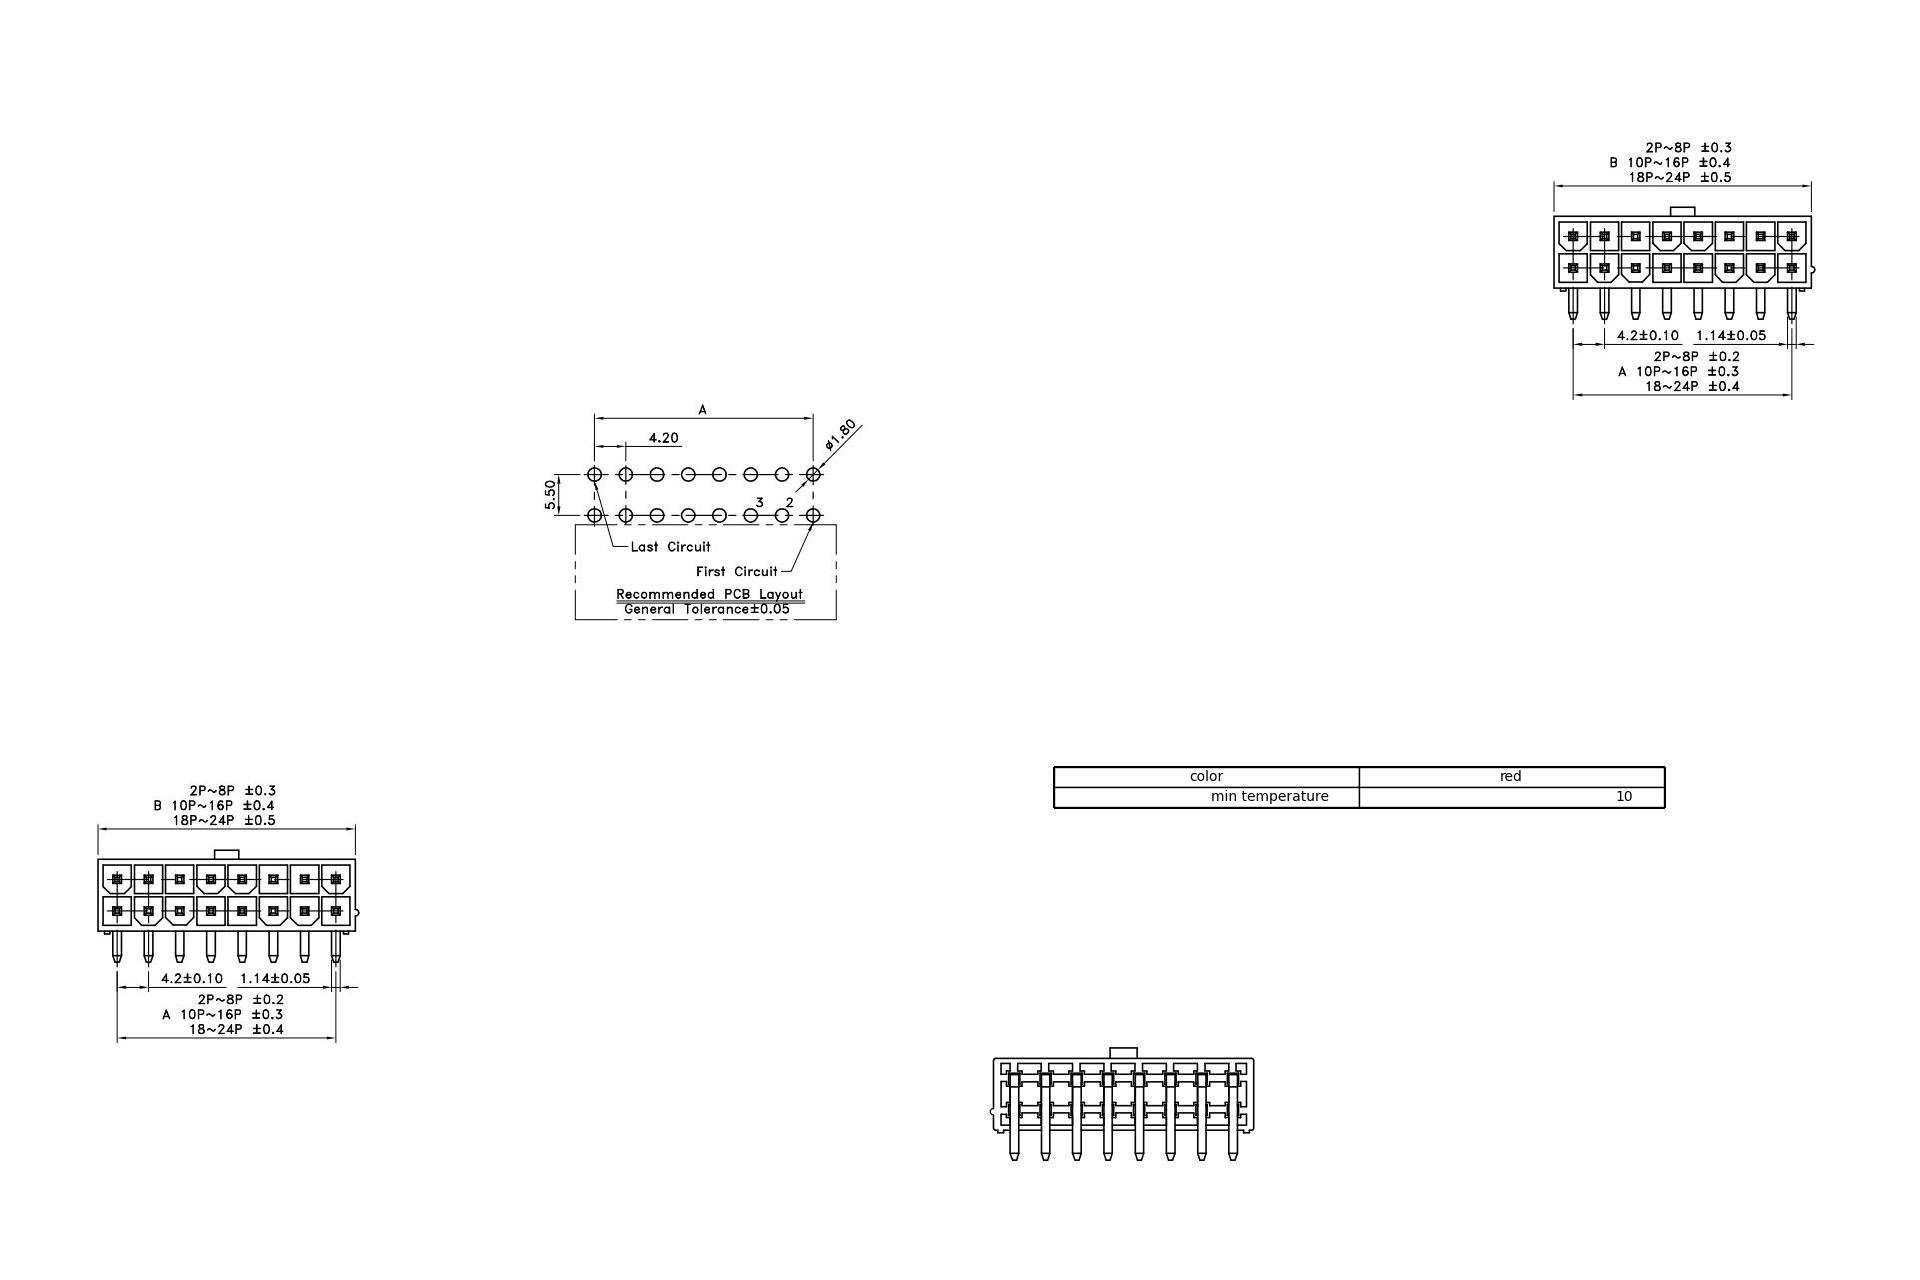 2P~8P ±0.3
B 10P~16P ±0.4
18P~24P ±0.5
4.2±0.10 1.14±0.05
2P~8P ±0.2
A 10P~16P ±0.3
18~24P ±0.4
A
4.20
ø1.80
5.50
3 2
Last Circuit
First Circuit
Recommended PCB Layout
General Tolerance±0.05
color red
min temperature 10
2P~8P ±0.3
B 10P~16P ±0.4
18P~24P ±0.5
4.2±0.10 1.14±0.05
2P~8P ±0.2
A 10P~16P ±0.3
18~24P ±0.4